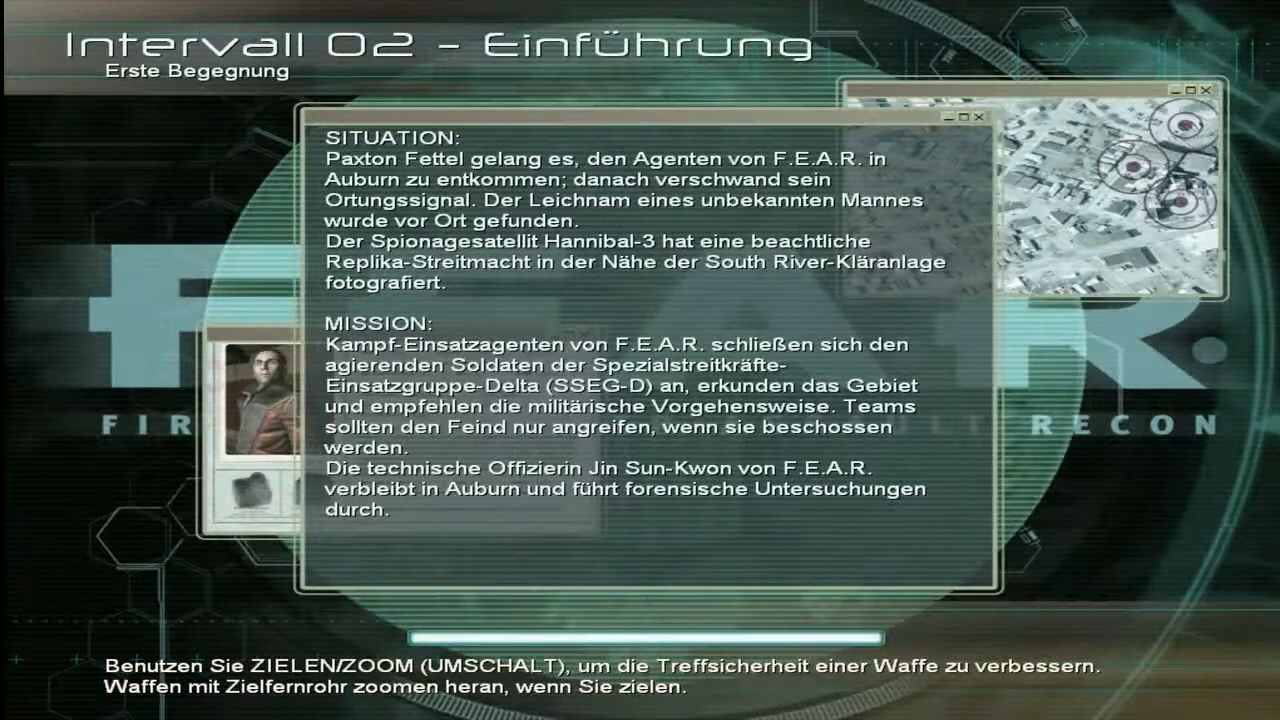 Intervall 02 - Einführung
Erste Begegnung
SITUATION:
Paxton Fettel gelang es, den Agenten von F.E.A.R. in
Auburn zu entkommen; danach verschwand sein
Ortungssignal. Der Leichnam eines unbekannten Mannes
wurde vor Ort gefunden.
Der Spionagesatellit Hannibal-3 hat eine beachtliche
Replika-Streitmacht in der Nähe der South River-Kläranlage
fotografiert.
MISSION:
Kampf-Einsatzagenten von F.E.A.R. schließen sich den
agierenden Soldaten der Spezialstreitkräfte-
Einsatzgruppe-Delta (SSEG-D) an, erkunden das Gebiet
und empfehlen die militärische Vorgehensweise. Teams
sollten den Feind nur angreifen, wenn sie beschossen
werden.
Die technische Offizierin Jin Sun-Kwon von F.E.A.R.
verbleibt in Auburn und führt forensische Untersuchungen
durch.
FIR RECON
Benutzen Sie ZIELEN/ZOOM (UMSCHALT), um die Treffsicherheit einer Waffe zu verbessern.
Waffen mit Zielfernrohr zoomen heran, wenn Sie zielen.